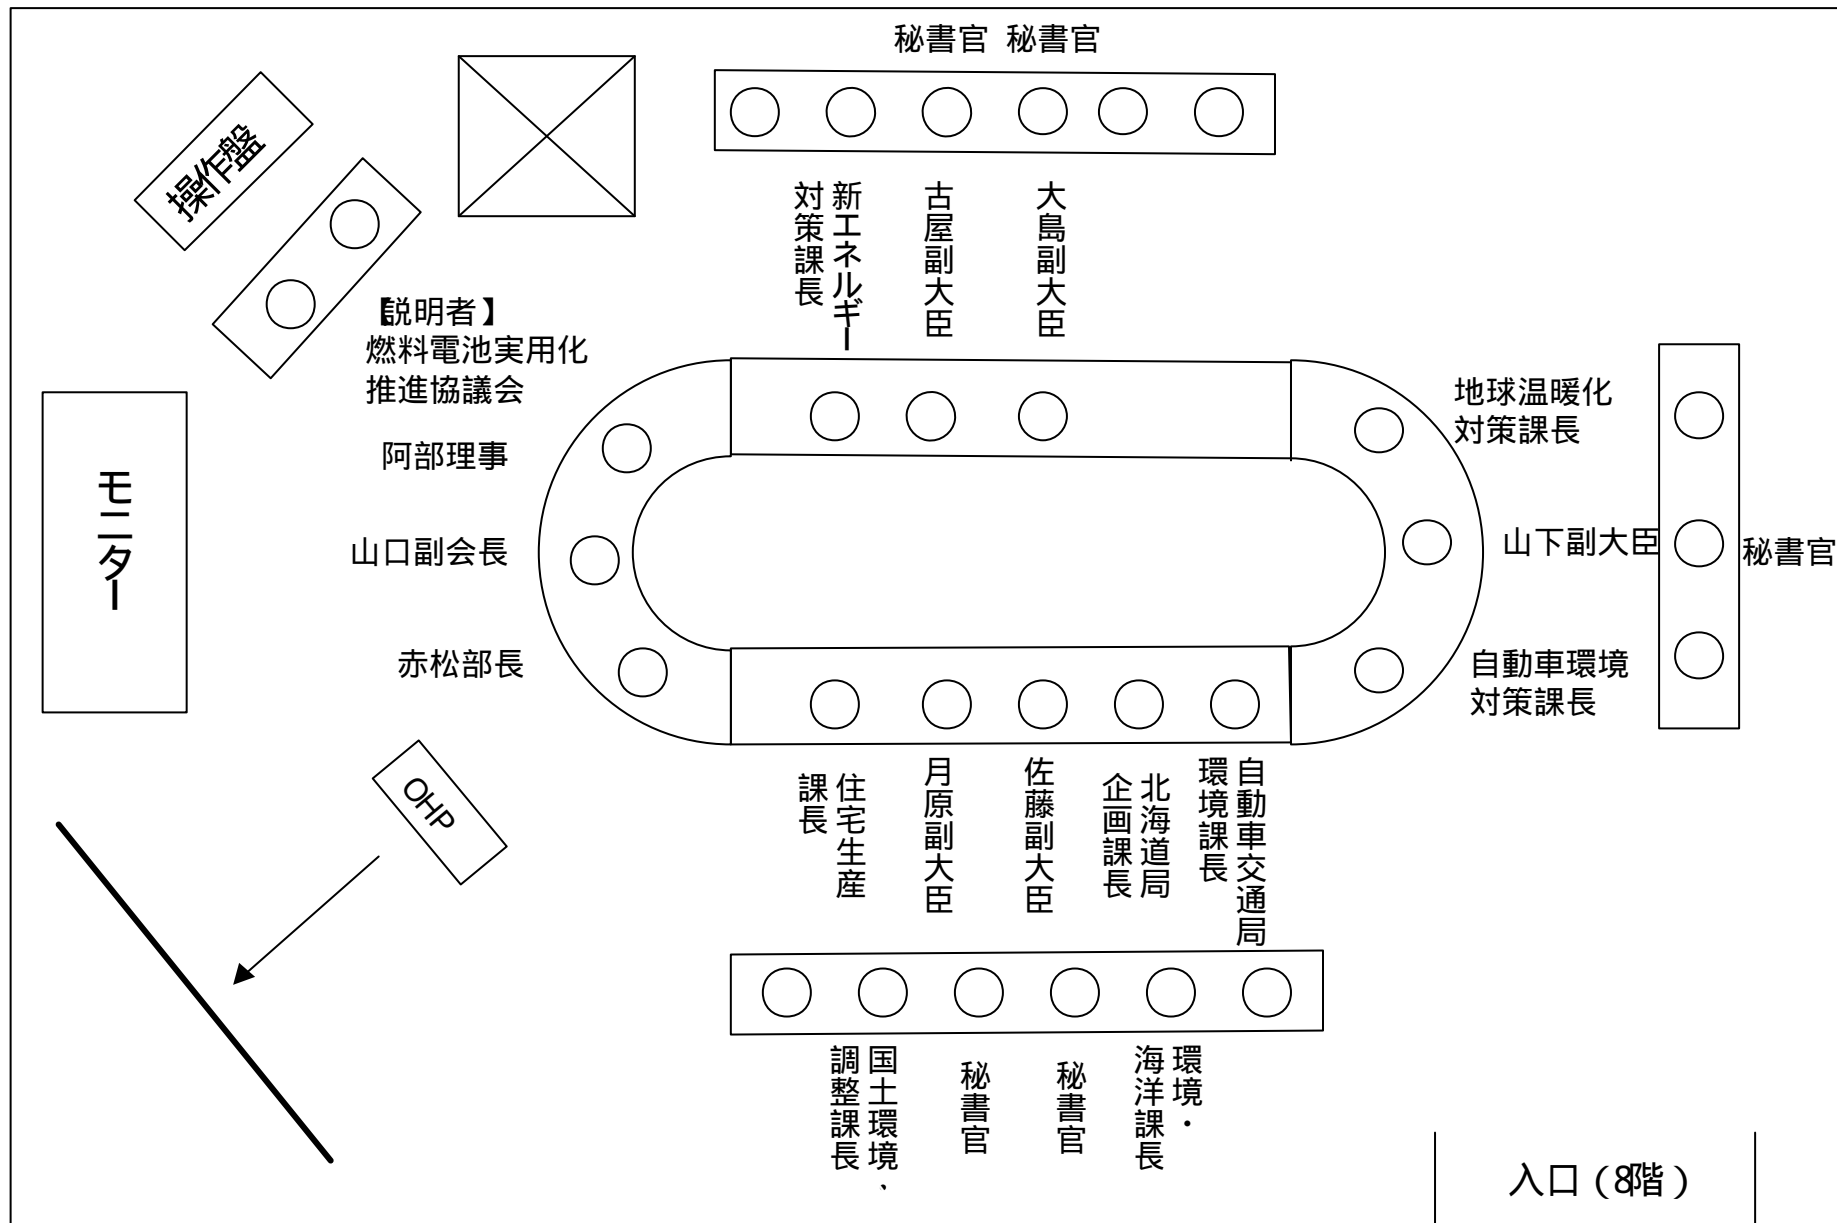 秘書官 秘書官
操作盤
新エネルギー
対策課長
古屋副大臣
大島副大臣
【説明者】
燃料電池実用化
推進協議会
阿部理事
山口副会長
赤松部長
モニター
地球温暖化
対策課長
山下副大臣
秘書官
自動車環境
対策課長
OHP
住宅生産
課長
月原副大臣
佐藤副大臣
北海道局
企画課長
自動車交通局
環境課長
国土環境・
調整課長
秘書官
秘書官
環境・
海洋課長
入口(8階)